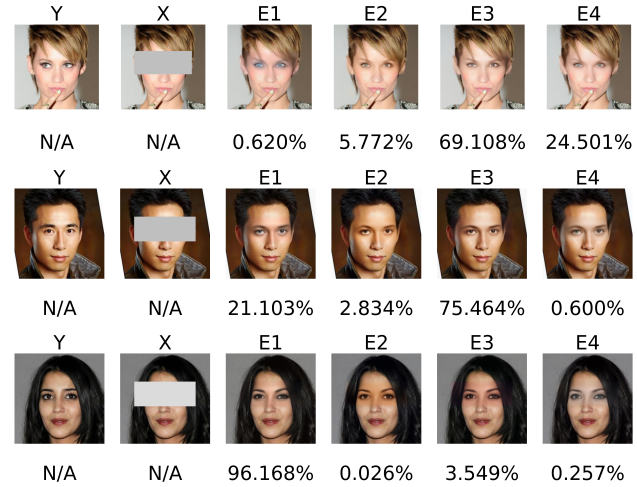 Y X E1 E2 E3 E4
N/A N/A 0.620% 5.772% 69.108% 24.501%
Y X E1 E2 E3 E4
N/A N/A 21.103% 2.834% 75.464% 0.600%
Y X E1 E2 E3 E4
N/A N/A 96.168% 0.026% 3.549% 0.257%